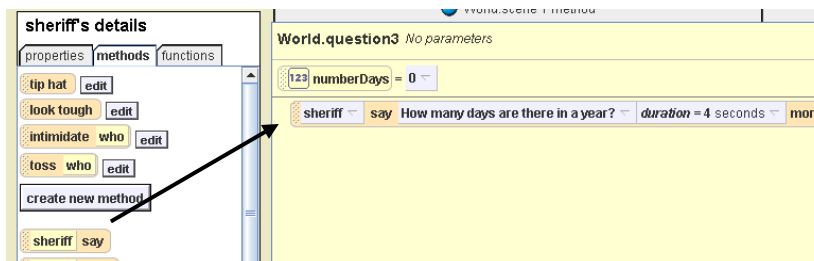 World.scene 1 method
sheriff's details
properties methods functions
World.question3 No parameters
tip hat edit
123 numberDays = 0
look tough edit
sheriff say How many days are there in a year? duration = 4 seconds mor
intimidate who edit
toss who edit
create new method
sheriff say